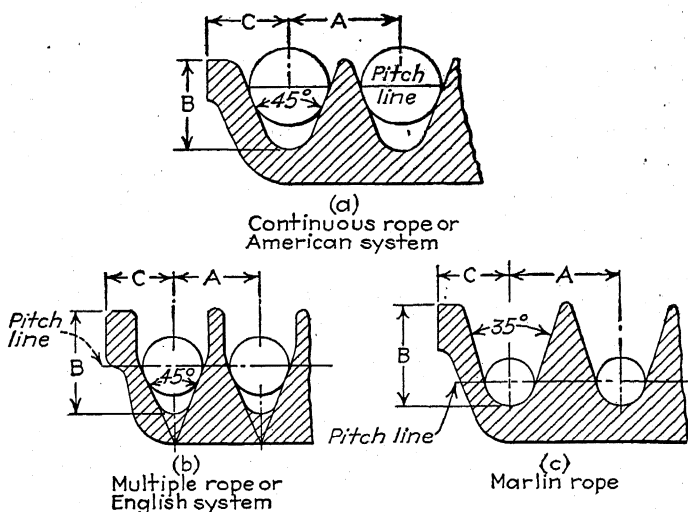 C
A
B
45°
Pitch
line
(a)
Continuous rope or
American system
C
A
Pitch
line
B
45°
(b)
Multiple rope or
English system
C
A
35°
B
Pitch line
(c)
Marlin rope